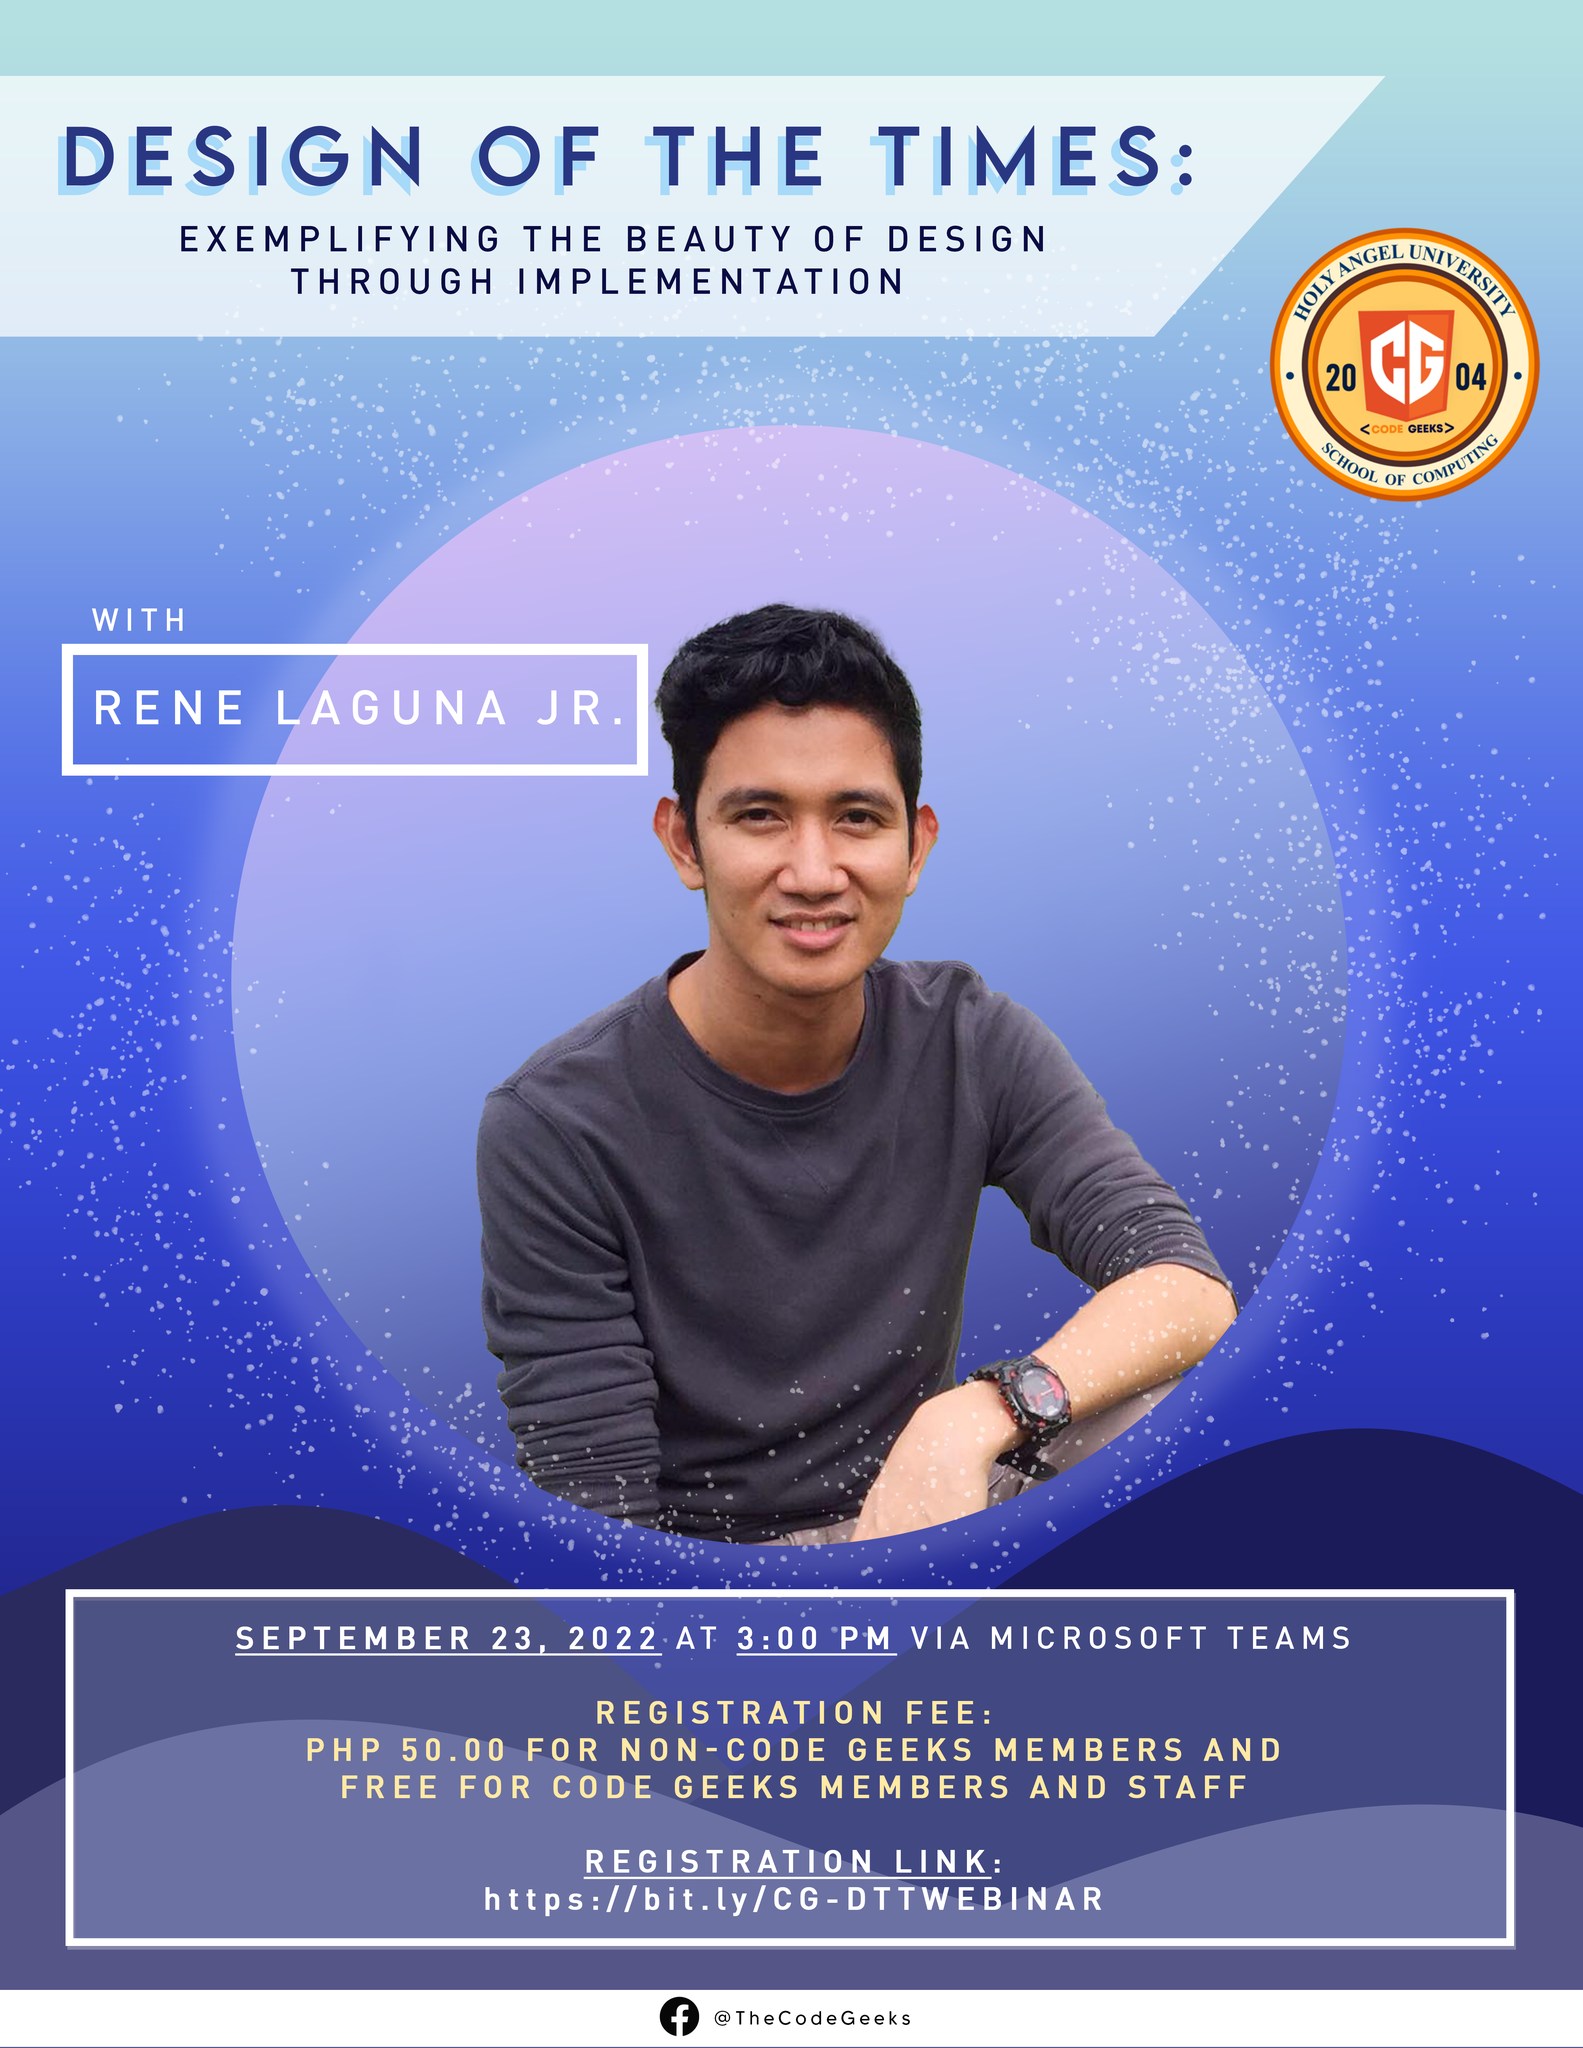 DESIGN OF THE TIMES:
EXEMPLIFYING THE BEAUTY OF DESIGN
THROUGH IMPLEMENTATION
HOLY ANGEL UNIVERSITY
CG
20 04
<CODE GEEKS>
SCHOOL OF COMPUTING
WITH
RENE LAGUNA JR.
SEPTEMBER 23, 2022 AT 3:00 PM VIA MICROSOFT TEAMS
REGISTRATION FEE:
PHP 50.00 FOR NON-CODE GEEKS MEMBERS AND
FREE FOR CODE GEEKS MEMBERS AND STAFF
REGISTRATION LINK:
https://bit.ly/CG-DTTWEBINAR
@TheCodeGeeks